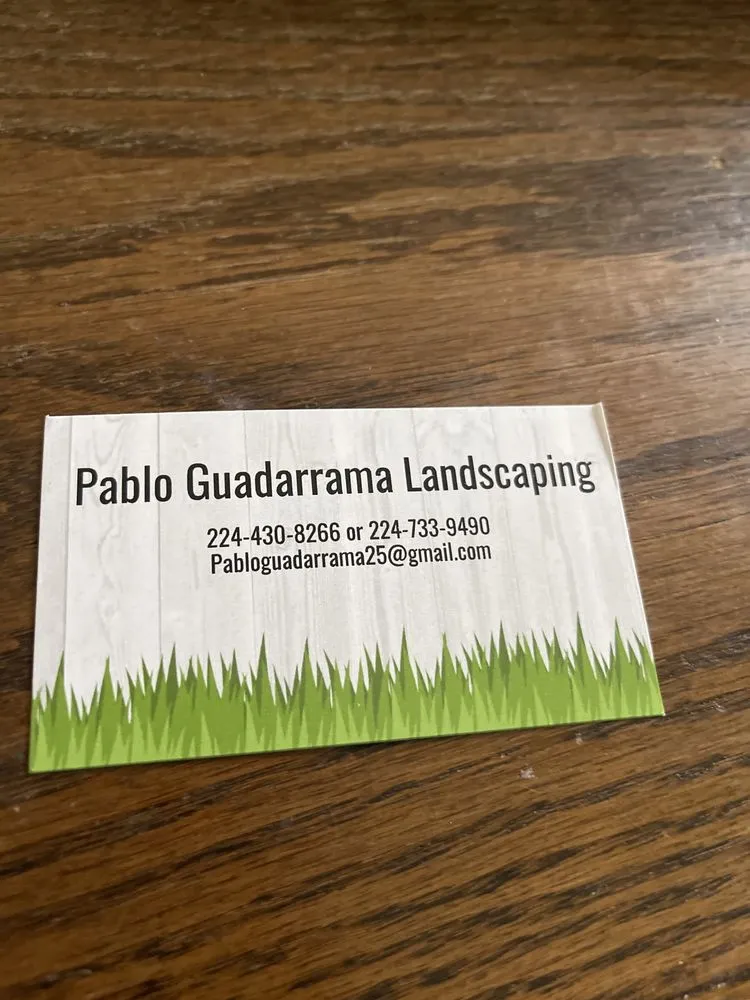 Pablo Guadarrama Landscaping
224-430-8266 or 224-733-9490
Pabloguadarrama25@gmail.com